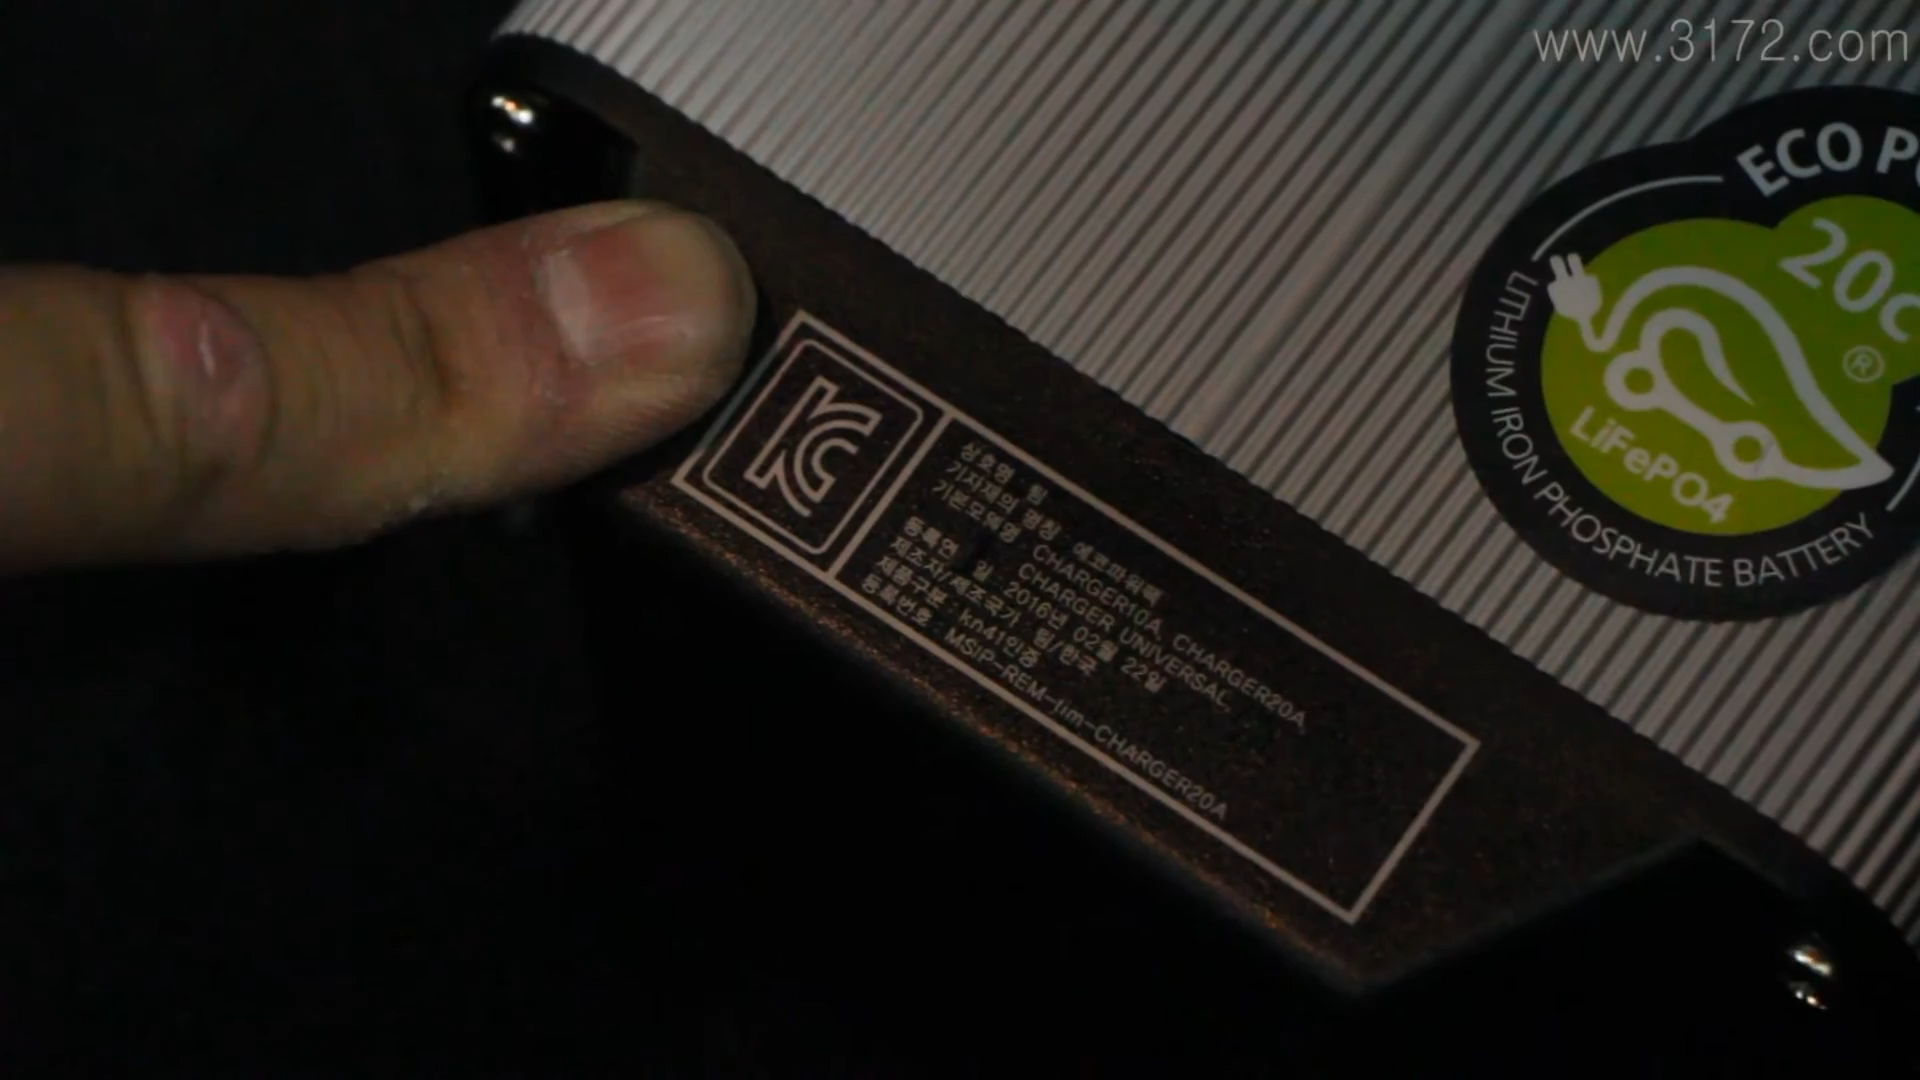 www.3172.com
ECO
20c
®
LiFePO4
LITHIUM IRON PHOSPHATE BATTERY
KC
상호명 : 팀
기자재의 명칭 : 에코파워팩
기본모델명 : CHARGER10A, CHARGER20A
CHARGER UNIVERSAL,
등록연 일 : 2016년 02월 22일
제조자/제조국가 : 팀/한국
제품구분 : kn41인증
등록번호 : MSIP-REM-tim-CHARGER20A